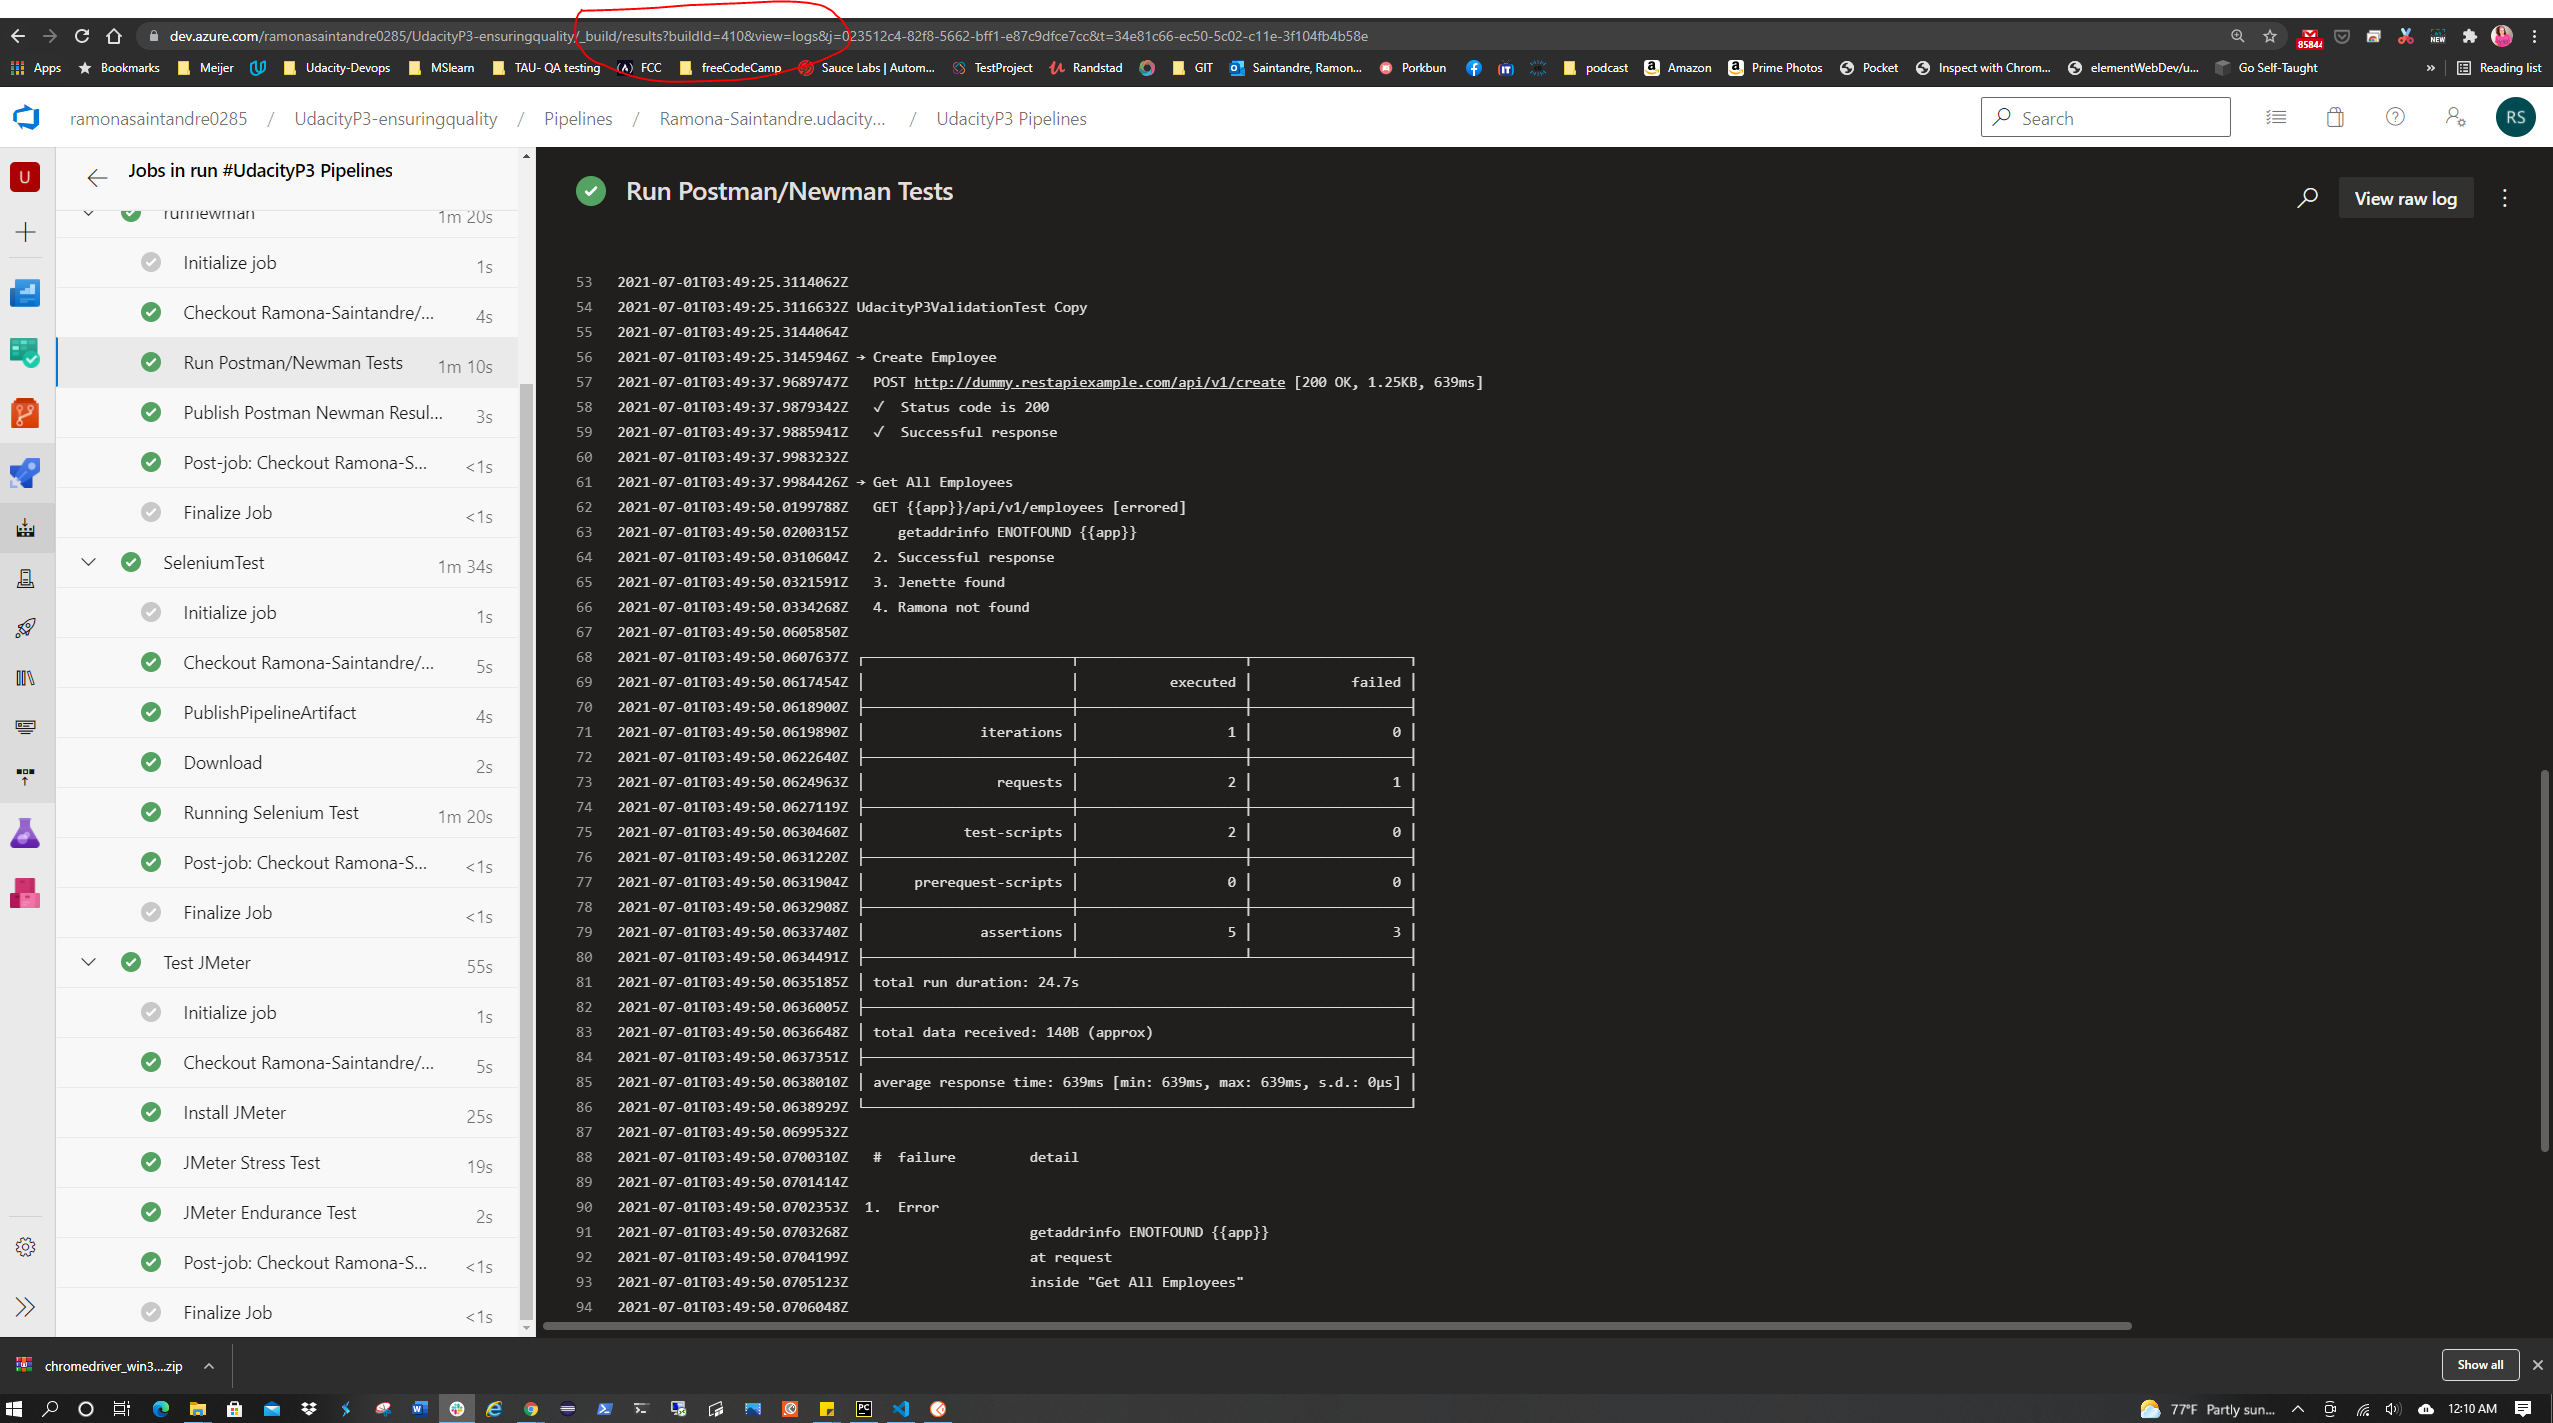 dev.azure.com/ramonasaintandre0285/UdacityP3-ensuringquality/_build/results?buildId=410&view=logs&j=023512c4-82f8-5662-bff1-e87c9dfce7cc&t=34e81c66-ec50-5c02-c11e-3f104fb4b58e
85844
NEW
Apps Bookmarks Meijer Udacity-Devops MSlearn TAU- QA testing FCC freeCodeCamp Sauce Labs | Autom... TestProject Randstad GIT Saintandre, Ramon... Porkbun podcast Amazon Prime Photos Pocket Inspect with Chrom... elementWebDev/u... Go Self-Taught » Reading list
ramonasaintandre0285 / UdacityP3-ensuringquality / Pipelines / Ramona-Saintandre.udacity... / UdacityP3 Pipelines
Search
RS
U
Jobs in run #UdacityP3 Pipelines
runnewman 1m 20s
Initialize job 1s
Checkout Ramona-Saintandre/... 4s
Run Postman/Newman Tests 1m 10s
Publish Postman Newman Resul... 3s
Post-job: Checkout Ramona-S... <1s
Finalize Job <1s
SeleniumTest 1m 34s
Initialize job 1s
Checkout Ramona-Saintandre/... 5s
PublishPipelineArtifact 4s
Download 2s
Running Selenium Test 1m 20s
Post-job: Checkout Ramona-S... <1s
Finalize Job <1s
Test JMeter 55s
Initialize job 1s
Checkout Ramona-Saintandre/... 5s
Install JMeter 25s
JMeter Stress Test 19s
JMeter Endurance Test 2s
Post-job: Checkout Ramona-S... <1s
Finalize Job <1s
Run Postman/Newman Tests
View raw log
53 2021-07-01T03:49:25.3114062Z
54 2021-07-01T03:49:25.3116632Z UdacityP3ValidationTest Copy
55 2021-07-01T03:49:25.3144064Z
56 2021-07-01T03:49:25.3145946Z → Create Employee
57 2021-07-01T03:49:37.9689747Z POST http://dummy.restapiexample.com/api/v1/create [200 OK, 1.25KB, 639ms]
58 2021-07-01T03:49:37.9879342Z √ Status code is 200
59 2021-07-01T03:49:37.9885941Z √ Successful response
60 2021-07-01T03:49:37.9983232Z
61 2021-07-01T03:49:37.9984426Z → Get All Employees
62 2021-07-01T03:49:50.0199788Z GET {{app}}/api/v1/employees [errored]
63 2021-07-01T03:49:50.0200315Z getaddrinfo ENOTFOUND {{app}}
64 2021-07-01T03:49:50.0310604Z 2. Successful response
65 2021-07-01T03:49:50.0321591Z 3. Jenette found
66 2021-07-01T03:49:50.0334268Z 4. Ramona not found
67 2021-07-01T03:49:50.0605850Z
68 2021-07-01T03:49:50.0607637Z
69 2021-07-01T03:49:50.0617454Z executed failed
70 2021-07-01T03:49:50.0618900Z
71 2021-07-01T03:49:50.0619890Z iterations 1 0
72 2021-07-01T03:49:50.0622640Z
73 2021-07-01T03:49:50.0624963Z requests 2 1
74 2021-07-01T03:49:50.0627119Z
75 2021-07-01T03:49:50.0630460Z test-scripts 2 0
76 2021-07-01T03:49:50.0631220Z
77 2021-07-01T03:49:50.0631904Z prerequest-scripts 0 0
78 2021-07-01T03:49:50.0632908Z
79 2021-07-01T03:49:50.0633740Z assertions 5 3
80 2021-07-01T03:49:50.0634491Z
81 2021-07-01T03:49:50.0635185Z total run duration: 24.7s
82 2021-07-01T03:49:50.0636005Z
83 2021-07-01T03:49:50.0636648Z total data received: 140B (approx)
84 2021-07-01T03:49:50.0637351Z
85 2021-07-01T03:49:50.0638010Z average response time: 639ms [min: 639ms, max: 639ms, s.d.: 0µs]
86 2021-07-01T03:49:50.0638929Z
87 2021-07-01T03:49:50.0699532Z
88 2021-07-01T03:49:50.0700310Z # failure detail
89 2021-07-01T03:49:50.0701414Z
90 2021-07-01T03:49:50.0702353Z 1. Error
91 2021-07-01T03:49:50.0703268Z getaddrinfo ENOTFOUND {{app}}
92 2021-07-01T03:49:50.0704199Z at request
93 2021-07-01T03:49:50.0705123Z inside "Get All Employees"
94 2021-07-01T03:49:50.0706048Z
chromedriver_win3....zip
Show all
77°F Partly sun... 12:10 AM